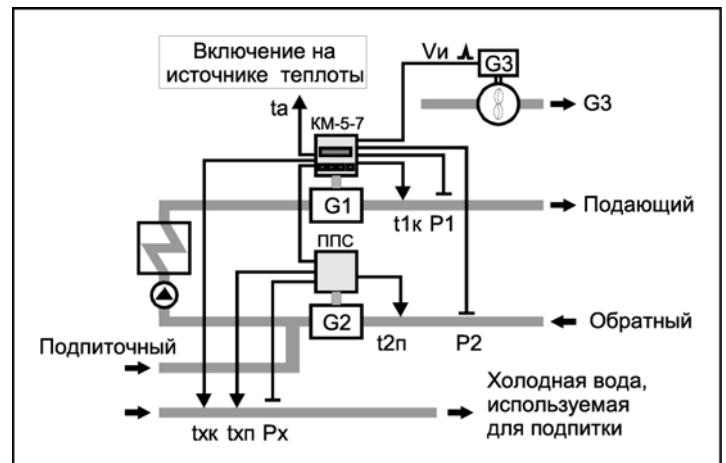 Включение на
источнике теплоты
Vи
G3
G3
ta
КМ-5-7
G1
Подающий
t1к P1
ППС
G2
Обратный
t2п
P2
Подпиточный
Холодная вода,
используемая
для подпитки
tхк tхп Pх